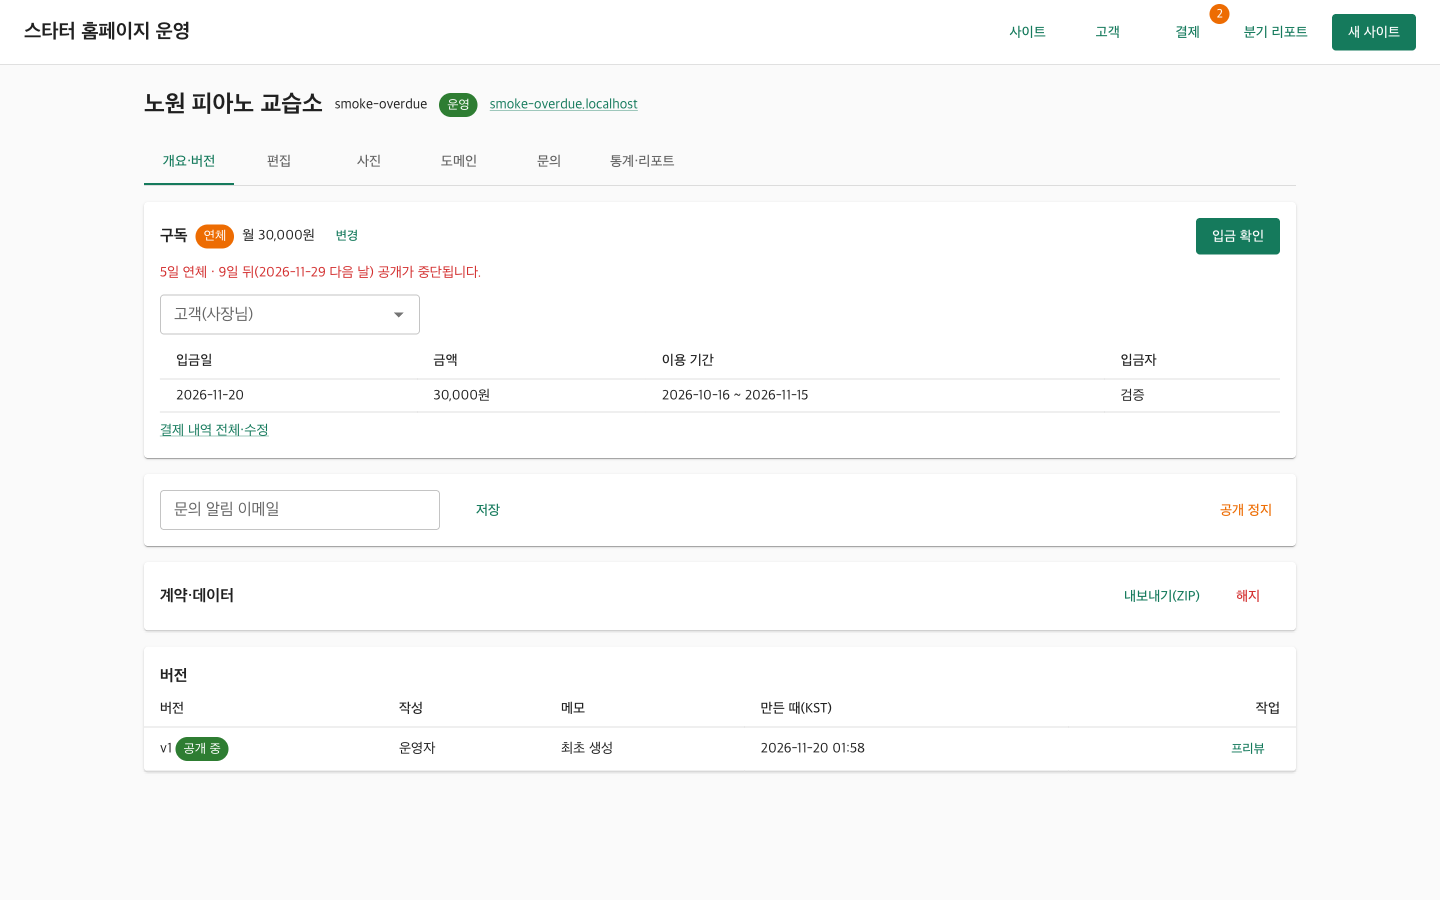 스타터 홈페이지 운영
사이트 고객 결제 2 분기 리포트 새 사이트
노원 피아노 교습소 smoke-overdue 운영 smoke-overdue.localhost
개요·버전 편집 사진 도메인 문의 통계·리포트
구독 연체 월 30,000원 변경 입금 확인
5일 연체 · 9일 뒤(2026-11-29 다음 날) 공개가 중단됩니다.
고객(사장님)
입금일 금액 이용 기간 입금자
2026-11-20 30,000원 2026-10-16 ~ 2026-11-15 검증
결제 내역 전체·수정
문의 알림 이메일 저장 공개 정지
계약·데이터 내보내기(ZIP) 해지
버전
버전 작성 메모 만든 때(KST) 작업
v1 공개 중 운영자 최초 생성 2026-11-20 01:58 프리뷰